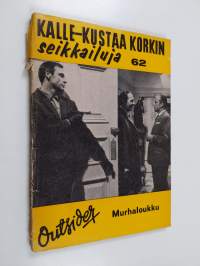 KALLE-KUSTAA KORKIN
seikkailuja 62
Outsider
Murhaloukku